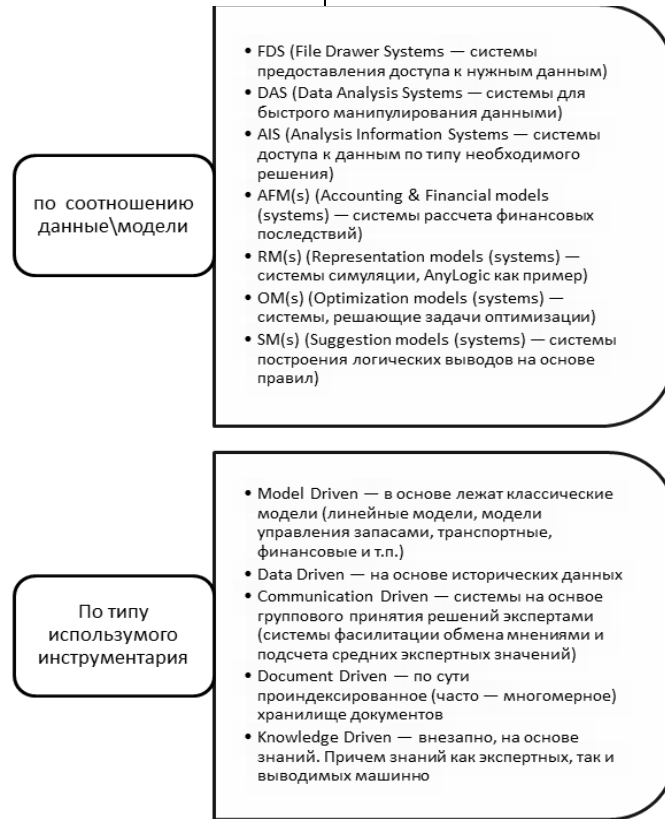 • FDS (File Drawer Systems — системы
предоставления доступа к нужным данным)
• DAS (Data Analysis Systems — системы для
быстрого манипулирования данными)
• AIS (Analysis Information Systems — системы
доступа к данным по типу необходимого
решения)
• AFM(s) (Accounting & Financial models
(systems) — системы рассчета финансовых
последствий)
• RM(s) (Representation models (systems) —
системы симуляции, AnyLogic как пример)
• OM(s) (Optimization models (systems) —
системы, решающие задачи оптимизации)
• SM(s) (Suggestion models (systems) — системы
построения логических выводов на основе
правил)
по соотношению
данные\модели
• Model Driven — в основе лежат классические
модели (линейные модели, модели
управления запасами, транспортные,
финансовые и т.п.)
• Data Driven — на основе исторических данных
• Communication Driven — системы на оснвое
группового принятия решений экспертами
(системы фасилитации обмена мнениями и
подсчета средних экспертных значений)
• Document Driven — по сути
проиндексированное (часто — многомерное)
хранилище документов
• Knowledge Driven — внезапно, на основе
знаний. Причем знаний как экспертных, так и
выводимых машинно
По типу
использумого
инструментария